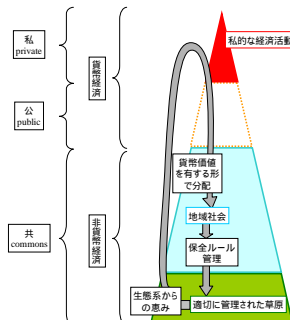 私
private
公
public
共
commons
貨幣経済
非貨幣経済
私的な経済活動
貨幣価値
を有する形
で分配
地域社会
保全ルール
管理
生態系から
の恵み
適切に管理された草原